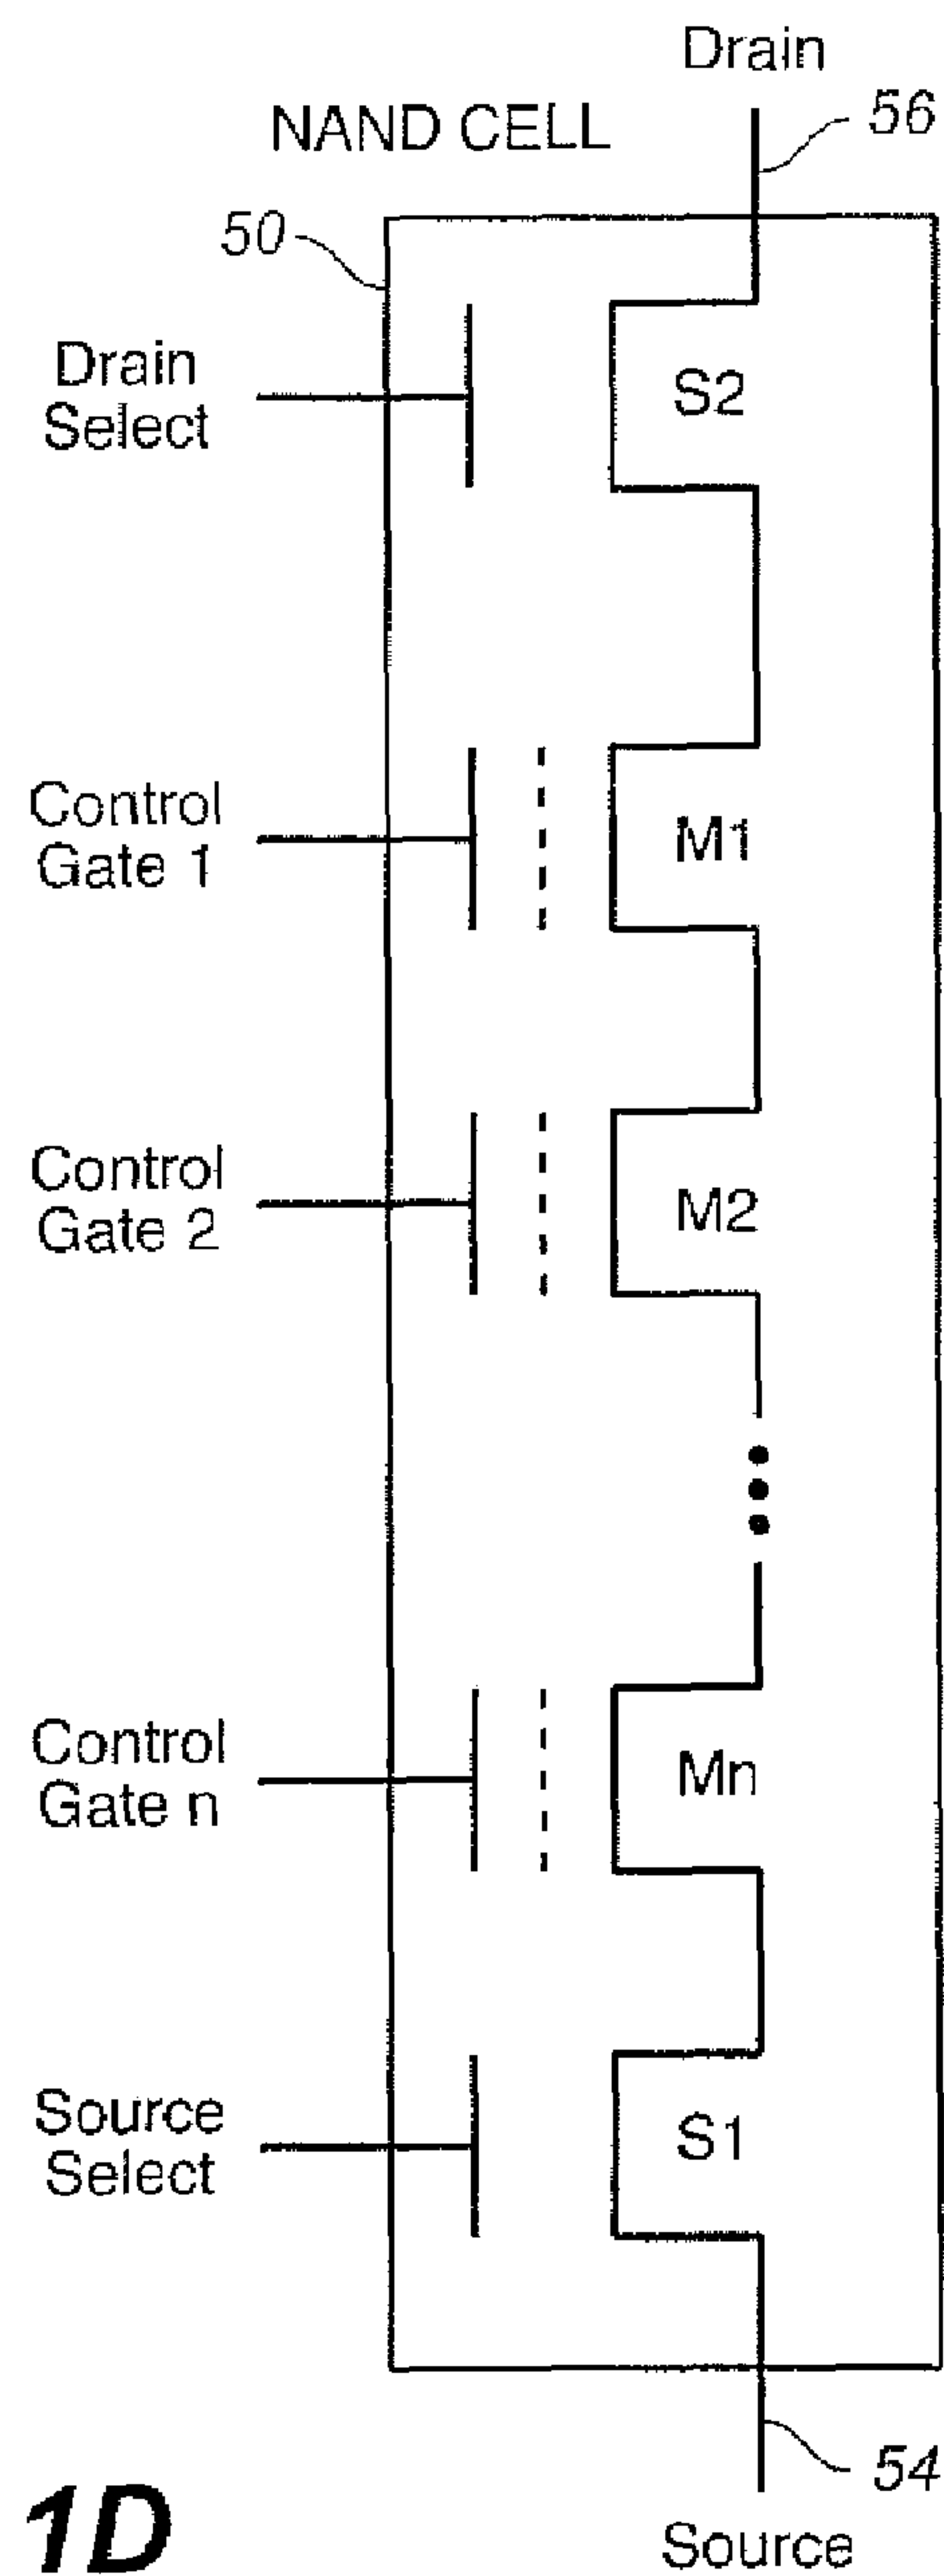 Drain
56
NAND CELL
50
Drain
Select
S2
Control
Gate 1
M1
Control
Gate 2
M2
Control
Gate n
Mn
Source
Select
S1
54
1D
Source